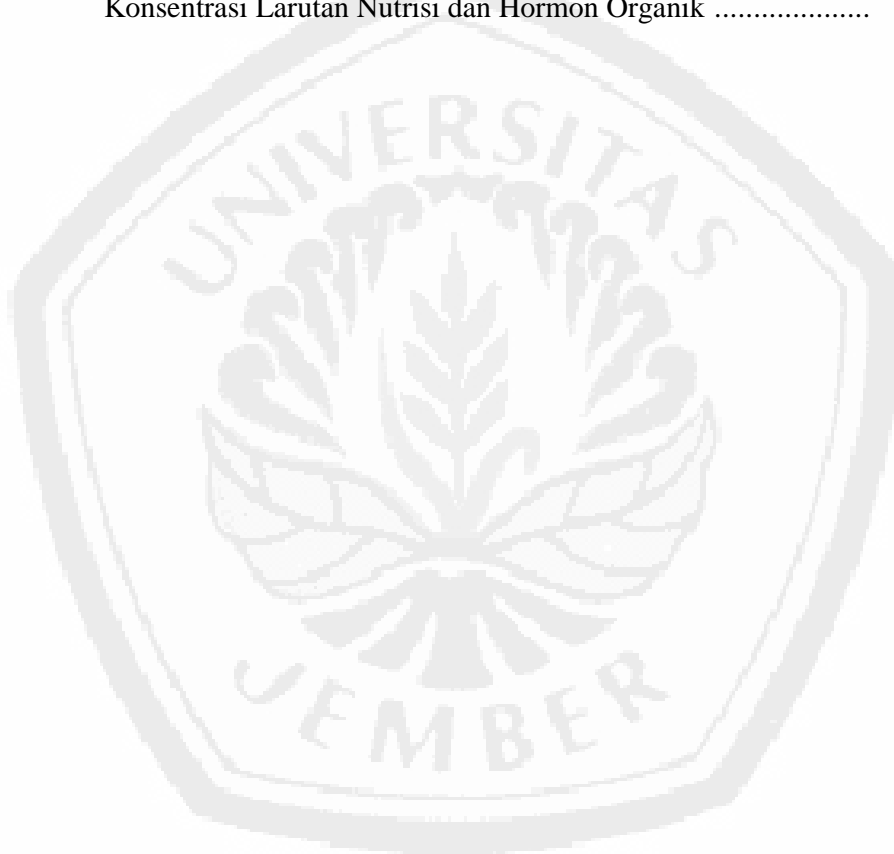 Konsentrasi Larutan Nutrisi dan Hormon Organik ....................
UNIVERSITAS
JEMBER